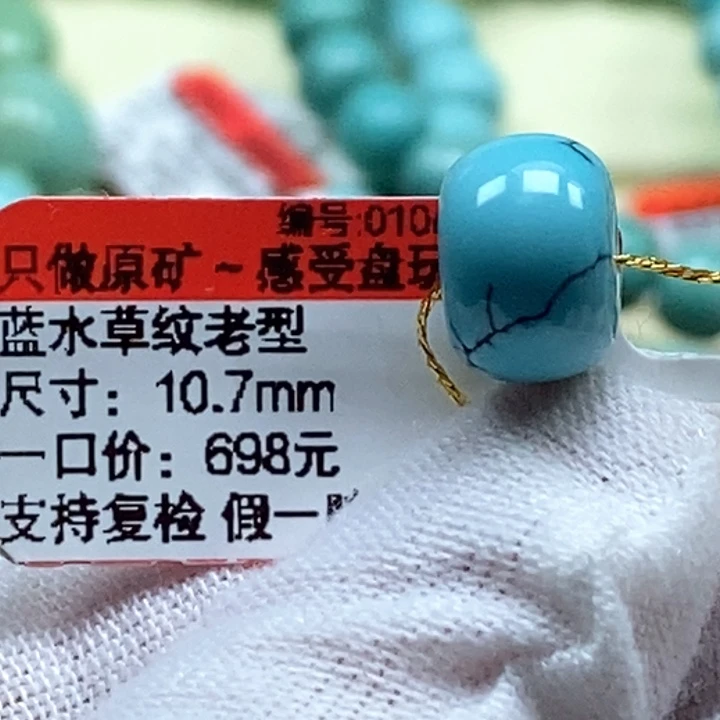 编号:010
只做原矿 ~ 感受盘玩
蓝水草纹老型
尺寸: 10.7mm
一口价: 698元
支持复检 假一